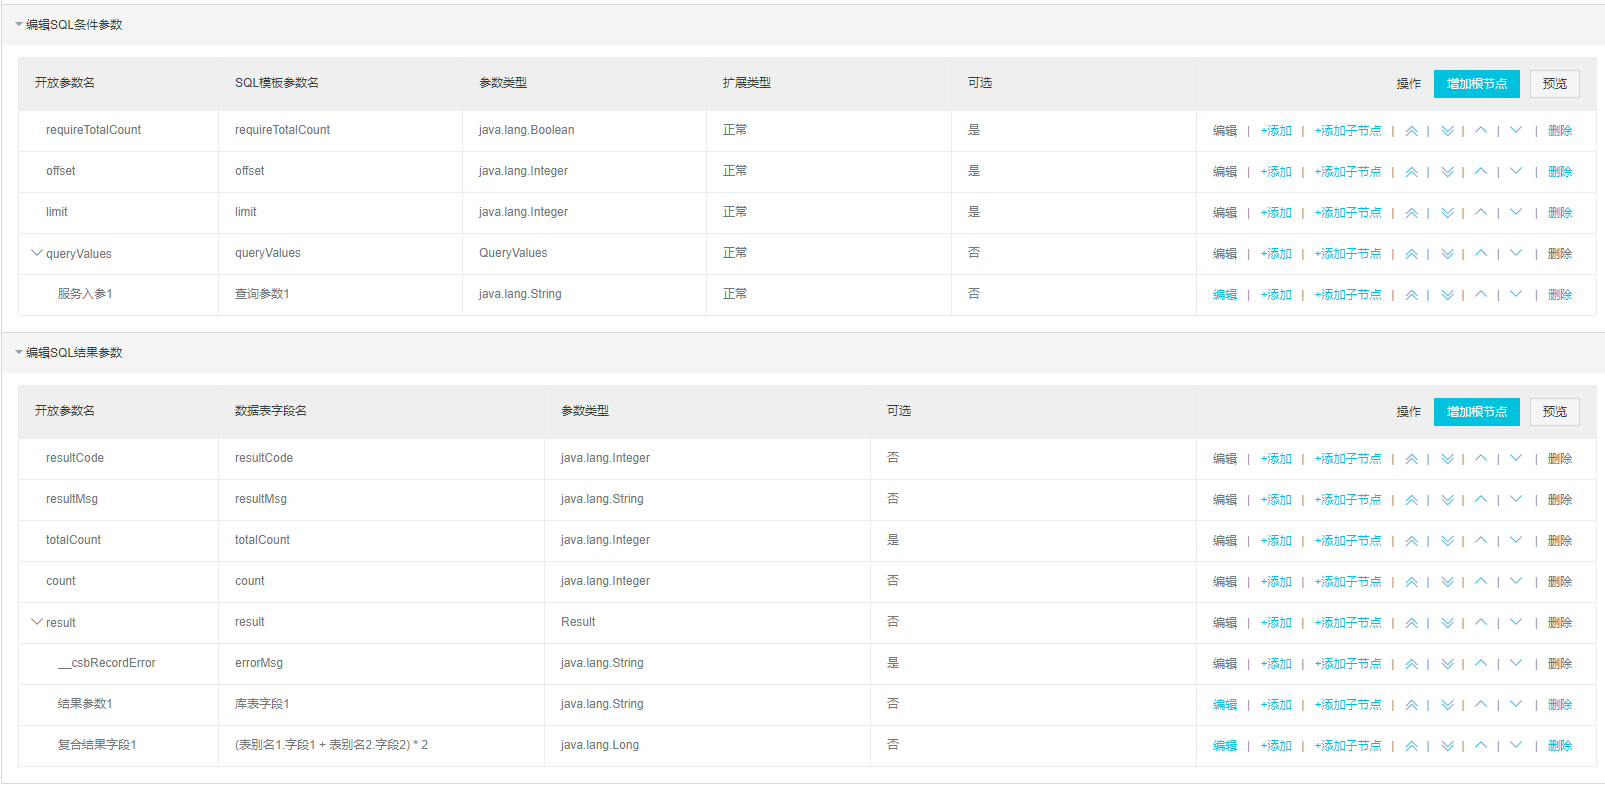 编辑SQL条件参数
开放参数名 SQL模板参数名 参数类型 扩展类型 可选 操作 增加根节点 预览
requireTotalCount requireTotalCount java.lang.Boolean 正常 是 编辑 | +添加 | +添加子节点 | | | | | 删除
offset offset java.lang.Integer 正常 是 编辑 | +添加 | +添加子节点 | | | | | 删除
limit limit java.lang.Integer 正常 是 编辑 | +添加 | +添加子节点 | | | | | 删除
queryValues queryValues QueryValues 正常 否 编辑 | +添加 | +添加子节点 | | | | | 删除
服务入参1 查询参数1 java.lang.String 正常 否 编辑 | +添加 | +添加子节点 | | | | | 删除
编辑SQL结果参数
开放参数名 数据表字段名 参数类型 可选 操作 增加根节点 预览
resultCode resultCode java.lang.Integer 否 编辑 | +添加 | +添加子节点 | | | | | 删除
resultMsg resultMsg java.lang.String 否 编辑 | +添加 | +添加子节点 | | | | | 删除
totalCount totalCount java.lang.Integer 是 编辑 | +添加 | +添加子节点 | | | | | 删除
count count java.lang.Integer 否 编辑 | +添加 | +添加子节点 | | | | | 删除
result result Result 否 编辑 | +添加 | +添加子节点 | | | | | 删除
__csbRecordError errorMsg java.lang.String 是 编辑 | +添加 | +添加子节点 | | | | | 删除
结果参数1 库表字段1 java.lang.String 否 编辑 | +添加 | +添加子节点 | | | | | 删除
复合结果字段1 (表别名1.字段1 + 表别名2.字段2) * 2 java.lang.Long 否 编辑 | +添加 | +添加子节点 | | | | | 删除